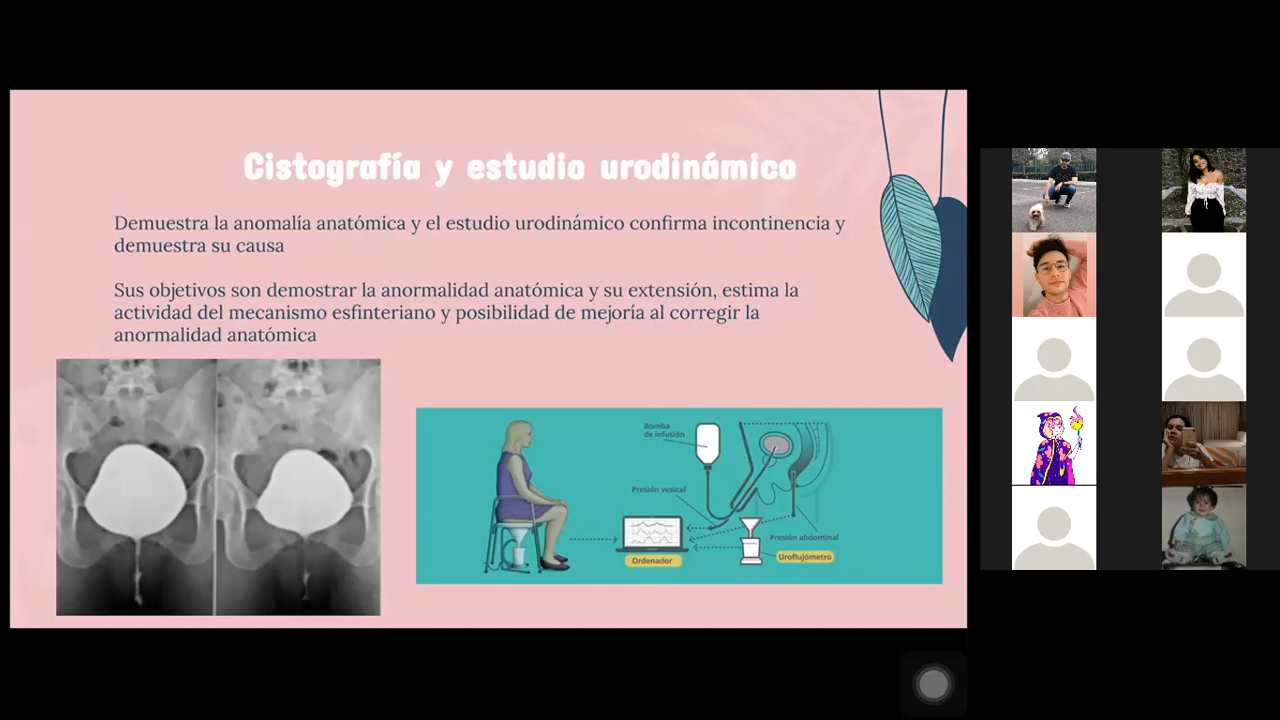 Cistografía y estudio urodinámico
Demuestra la anomalía anatómica y el estudio urodinámico confirma incontinencia y
demuestra su causa
Sus objetivos son demostrar la anormalidad anatómica y su extensión, estima la
actividad del mecanismo esfinteriano y posibilidad de mejoría al corregir la
anormalidad anatómica
Bomba
de infusión
Presión vesical
Presión abdominal
Ordenador
Uroflujómetro